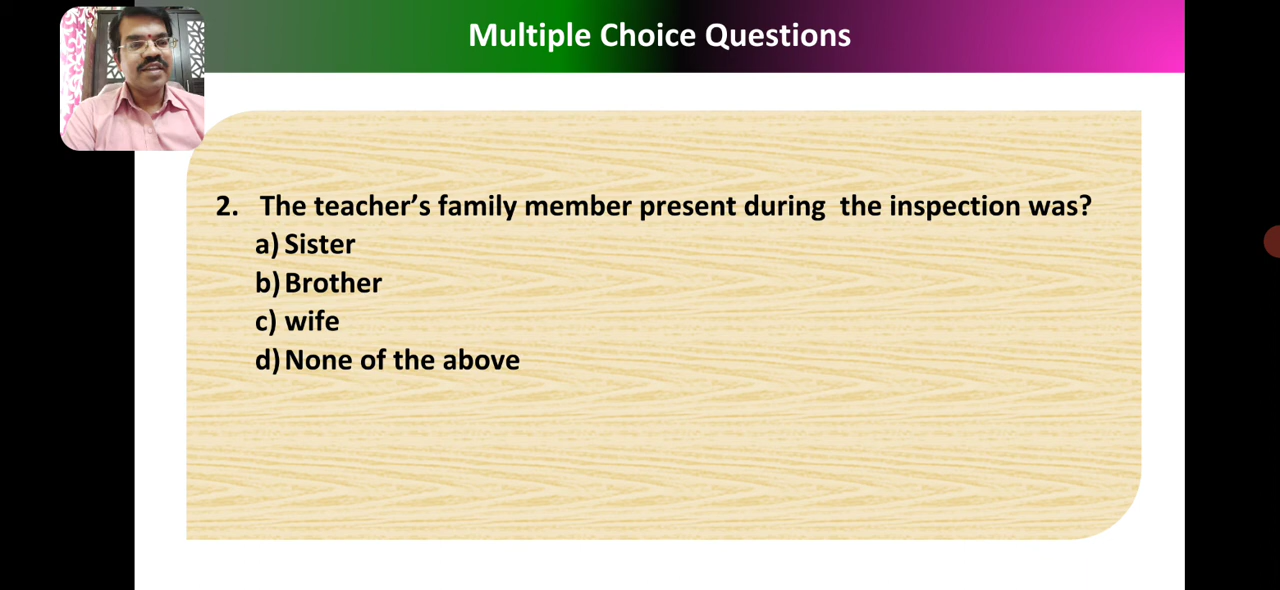 Multiple Choice Questions
2. The teacher’s family member present during the inspection was?
a) Sister
b) Brother
c) wife
d) None of the above